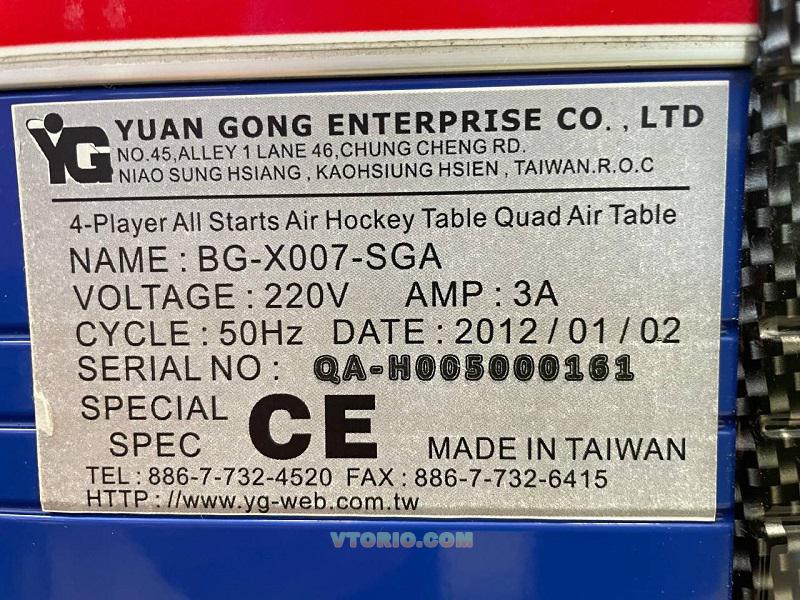 YG YUAN GONG ENTERPRISE CO., LTD
NO.45,ALLEY 1 LANE 46,CHUNG CHENG RD.
NIAO SUNG HSIANG , KAOHSIUNG HSIEN , TAIWAN.R.O.C
4-Player All Starts Air Hockey Table Quad Air Table
NAME : BG-X007-SGA
VOLTAGE : 220V AMP : 3A
CYCLE : 50Hz DATE : 2012 / 01 / 02
SERIAL NO : QA-H005000161
SPECIAL SPEC CE MADE IN TAIWAN
TEL : 886-7-732-4520 FAX : 886-7-732-6415
HTTP : //www.yg-web.com.tw
VTORIO.COM